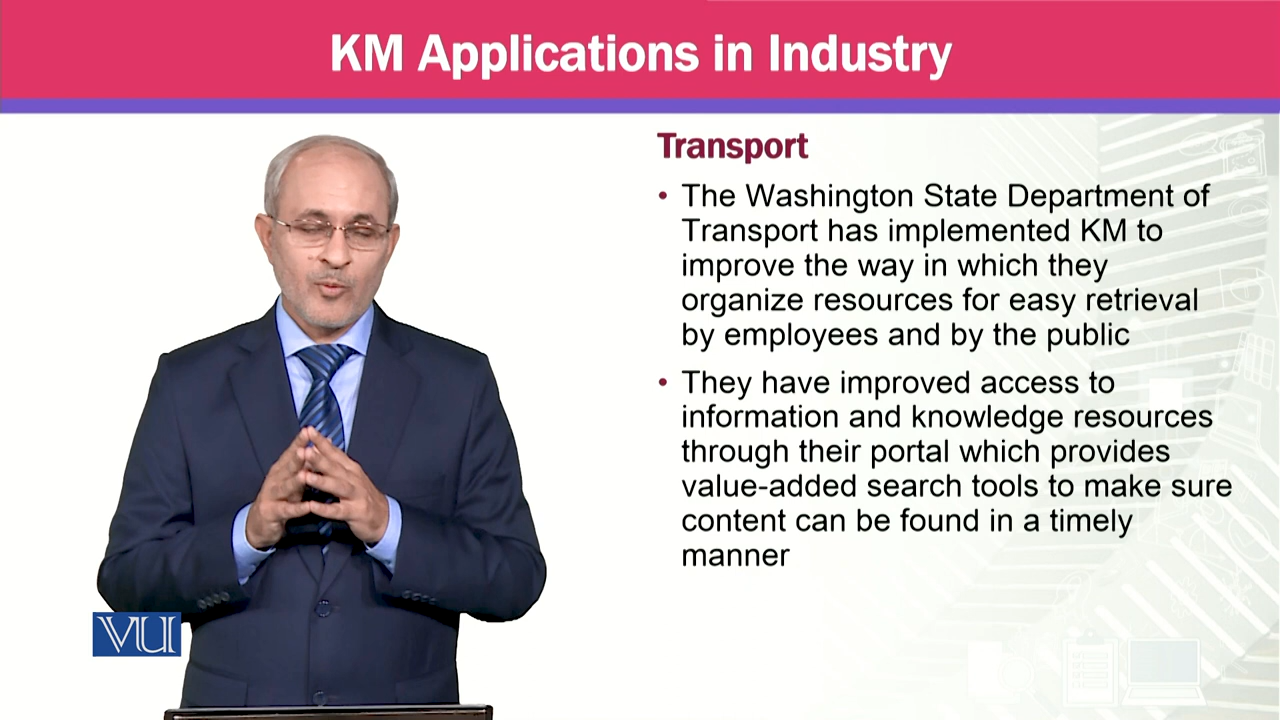 KM Applications in Industry
Transport
• The Washington State Department of
Transport has implemented KM to
improve the way in which they
organize resources for easy retrieval
by employees and by the public
• They have improved access to
information and knowledge resources
through their portal which provides
value-added search tools to make sure
content can be found in a timely
manner
VU